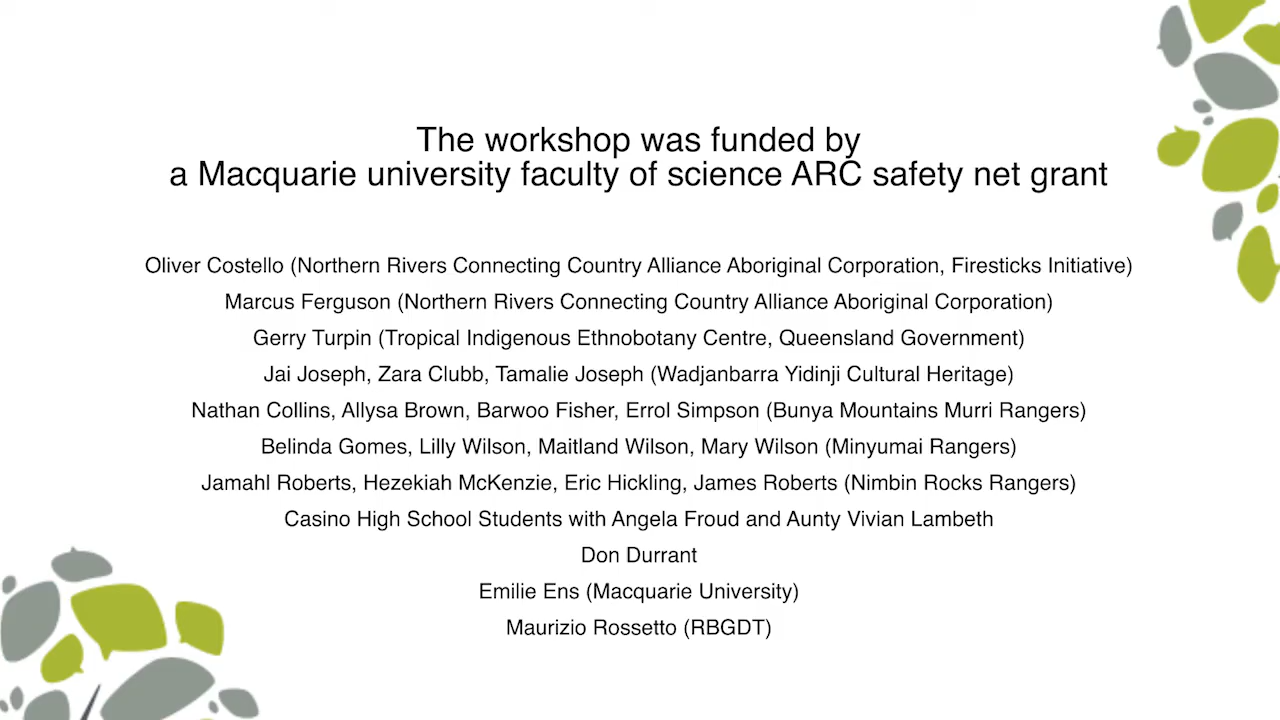 The workshop was funded by
a Macquarie university faculty of science ARC safety net grant
Oliver Costello (Northern Rivers Connecting Country Alliance Aboriginal Corporation, Firesticks Initiative)
Marcus Ferguson (Northern Rivers Connecting Country Alliance Aboriginal Corporation)
Gerry Turpin (Tropical Indigenous Ethnobotany Centre, Queensland Government)
Jai Joseph, Zara Clubb, Tamalie Joseph (Wadjanbarra Yidinji Cultural Heritage)
Nathan Collins, Allysa Brown, Barwoo Fisher, Errol Simpson (Bunya Mountains Murri Rangers)
Belinda Gomes, Lilly Wilson, Maitland Wilson, Mary Wilson (Minyumai Rangers)
Jamahl Roberts, Hezekiah McKenzie, Eric Hickling, James Roberts (Nimbin Rocks Rangers)
Casino High School Students with Angela Froud and Aunty Vivian Lambeth
Don Durrant
Emilie Ens (Macquarie University)
Maurizio Rossetto (RBGDT)